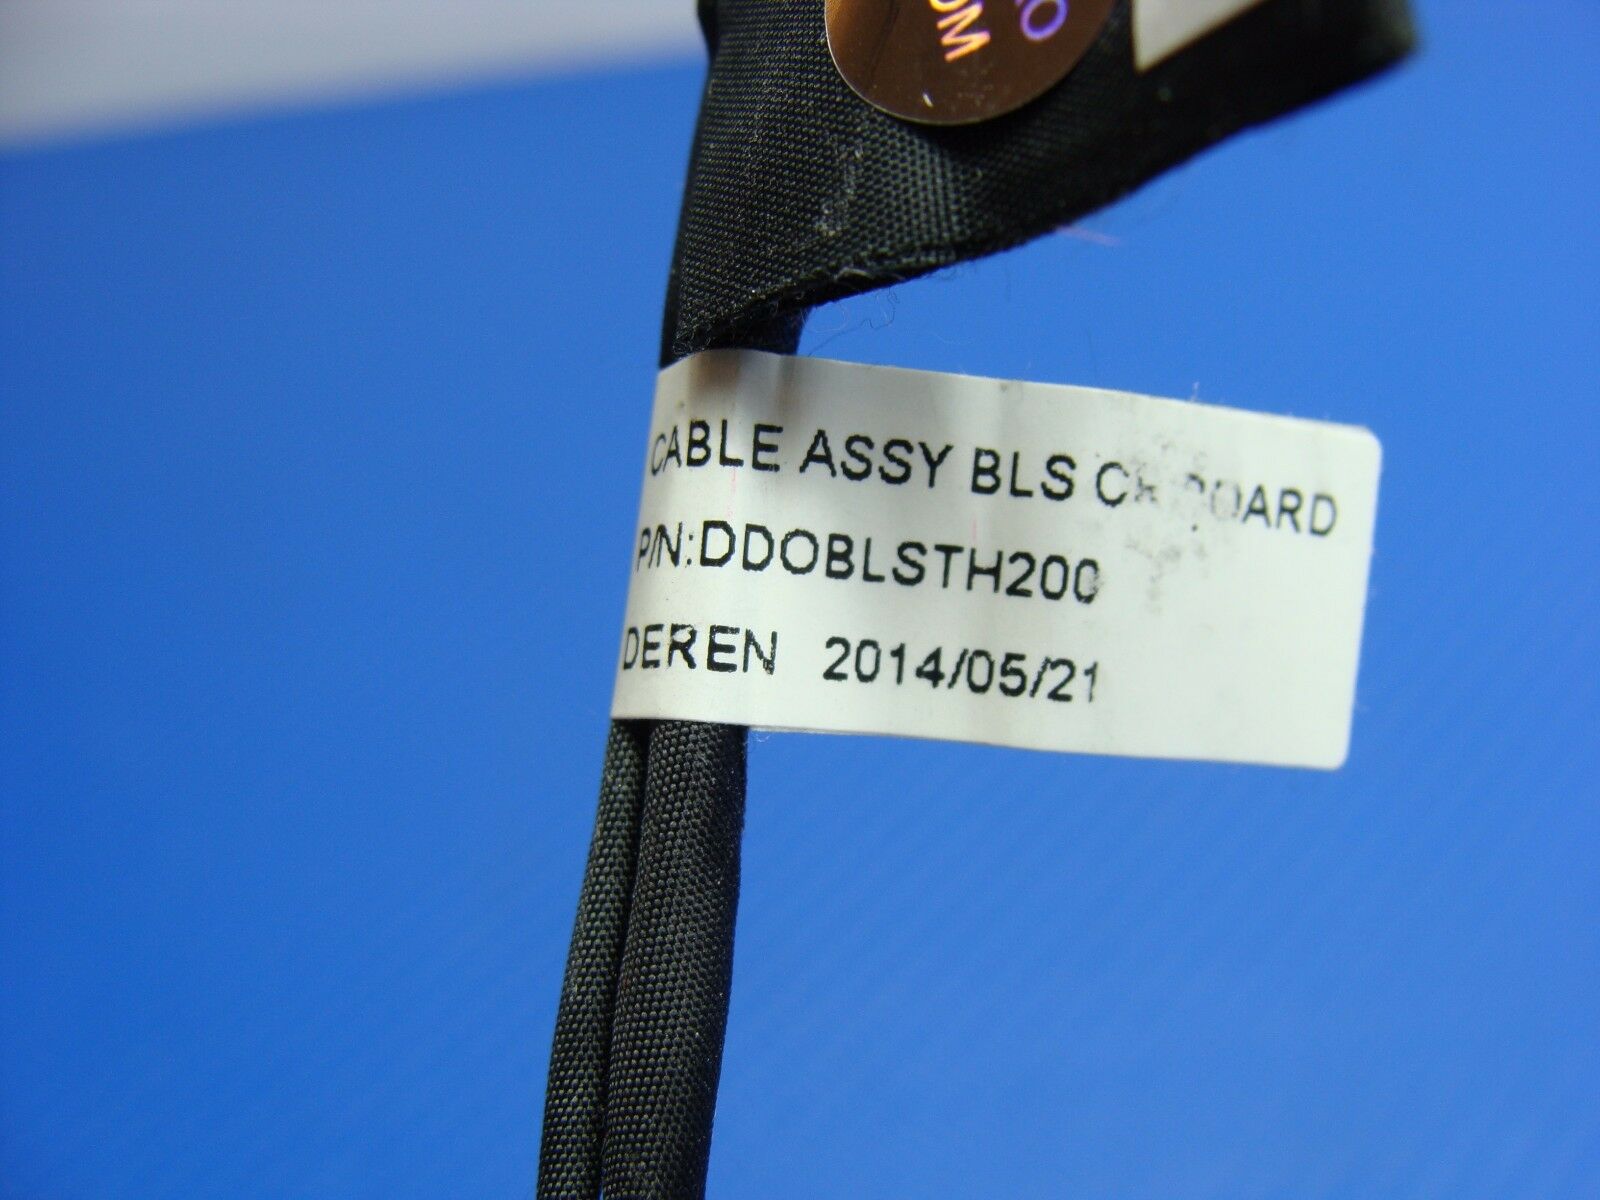 CABLE ASSY BLS
P/N:DDOBLSTH200
DEREN 2014/05/21